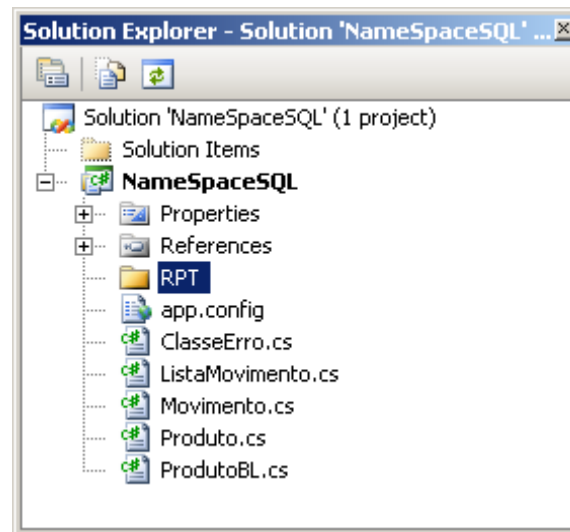 Solution Explorer - Solution 'NameSpaceSQL' ...
Solution 'NameSpaceSQL' (1 project)
Solution Items
NameSpaceSQL
Properties
References
RPT
app.config
ClasseErro.cs
ListaMovimento.cs
Movimento.cs
Produto.cs
ProdutoBL.cs